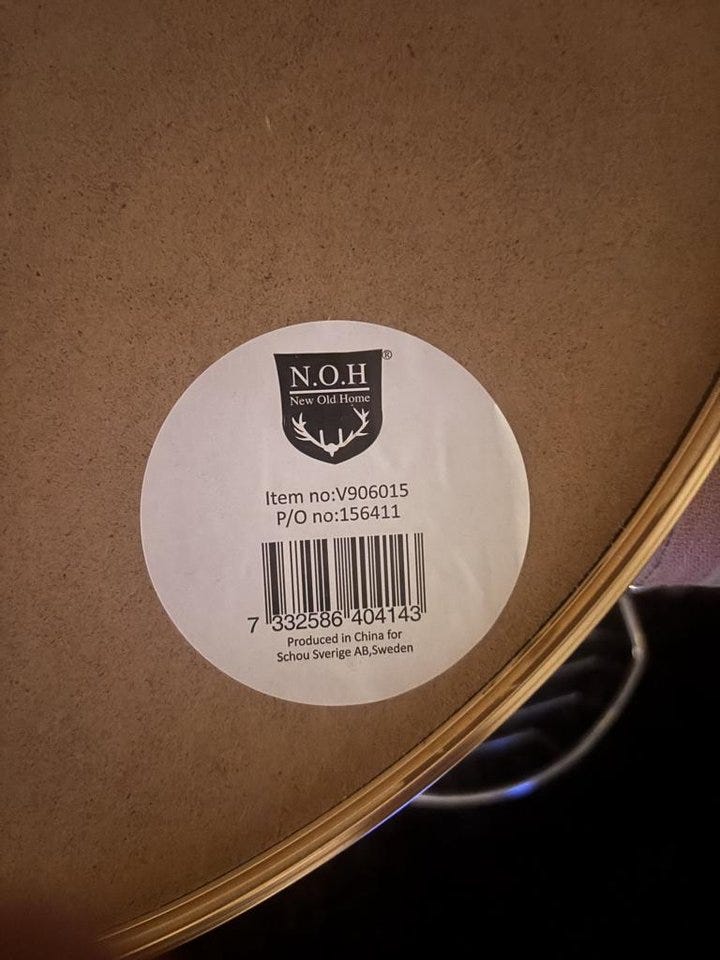 N.O.H ®
New Old Home
Item no:V906015
P/O no:156411
7 332586 404143
Produced in China for
Schou Sverige AB,Sweden